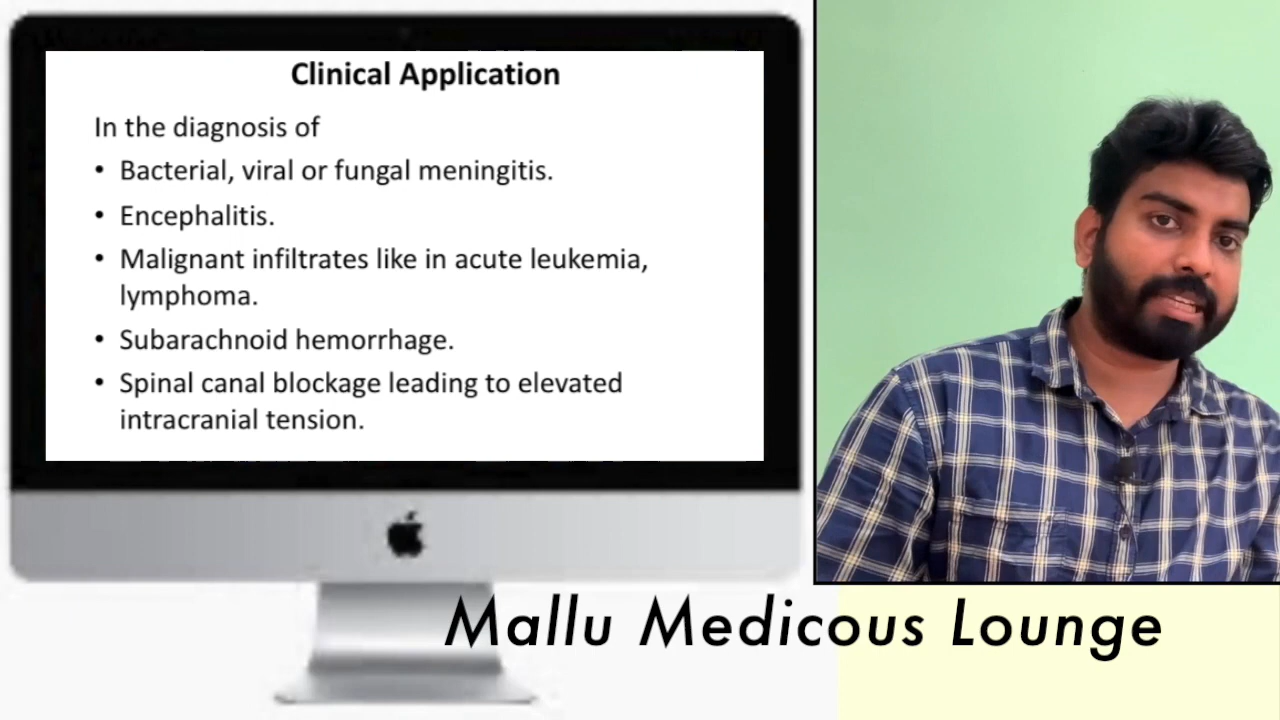 Clinical Application
In the diagnosis of
• Bacterial, viral or fungal meningitis.
• Encephalitis.
• Malignant infiltrates like in acute leukemia,
lymphoma.
• Subarachnoid hemorrhage.
• Spinal canal blockage leading to elevated
intracranial tension.
Mallu Medicous Lounge